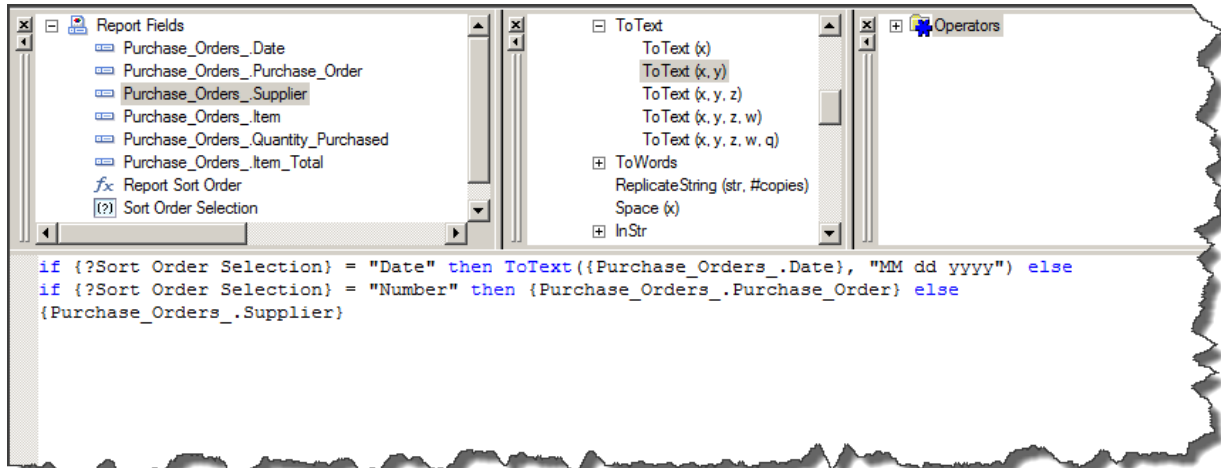 Report Fields
Purchase_Orders_.Date
Purchase_Orders_.Purchase_Order
Purchase_Orders_.Supplier
Purchase_Orders_.Item
Purchase_Orders_.Quantity_Purchased
Purchase_Orders_.Item_Total
fx Report Sort Order
[?] Sort Order Selection
ToText
ToText (x)
ToText (x, y)
ToText (x, y, z)
ToText (x, y, z, w)
ToText (x, y, z, w, q)
ToWords
ReplicateString (str, #copies)
Space (x)
InStr
Operators
if {?Sort Order Selection} = "Date" then ToText({Purchase_Orders_.Date}, "MM dd yyyy") else
if {?Sort Order Selection} = "Number" then {Purchase_Orders_.Purchase_Order} else
{Purchase_Orders_.Supplier}